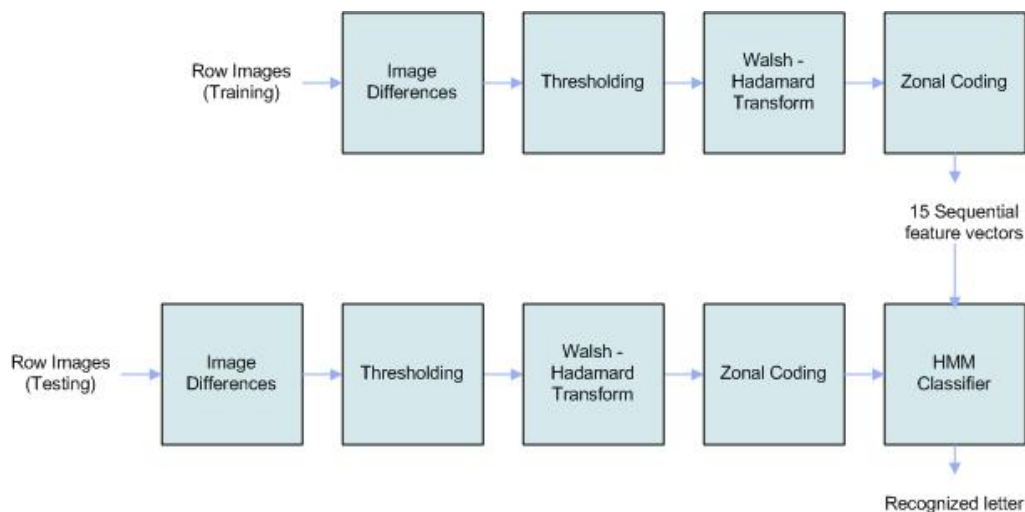 Row Images
(Training)
Image
Differences
Thresholding
Walsh -
Hadamard
Transform
Zonal Coding
15 Sequential
feature vectors
Row Images
(Testing)
Image
Differences
Thresholding
Walsh -
Hadamard
Transform
Zonal Coding
HMM
Classifier
Recognized letter